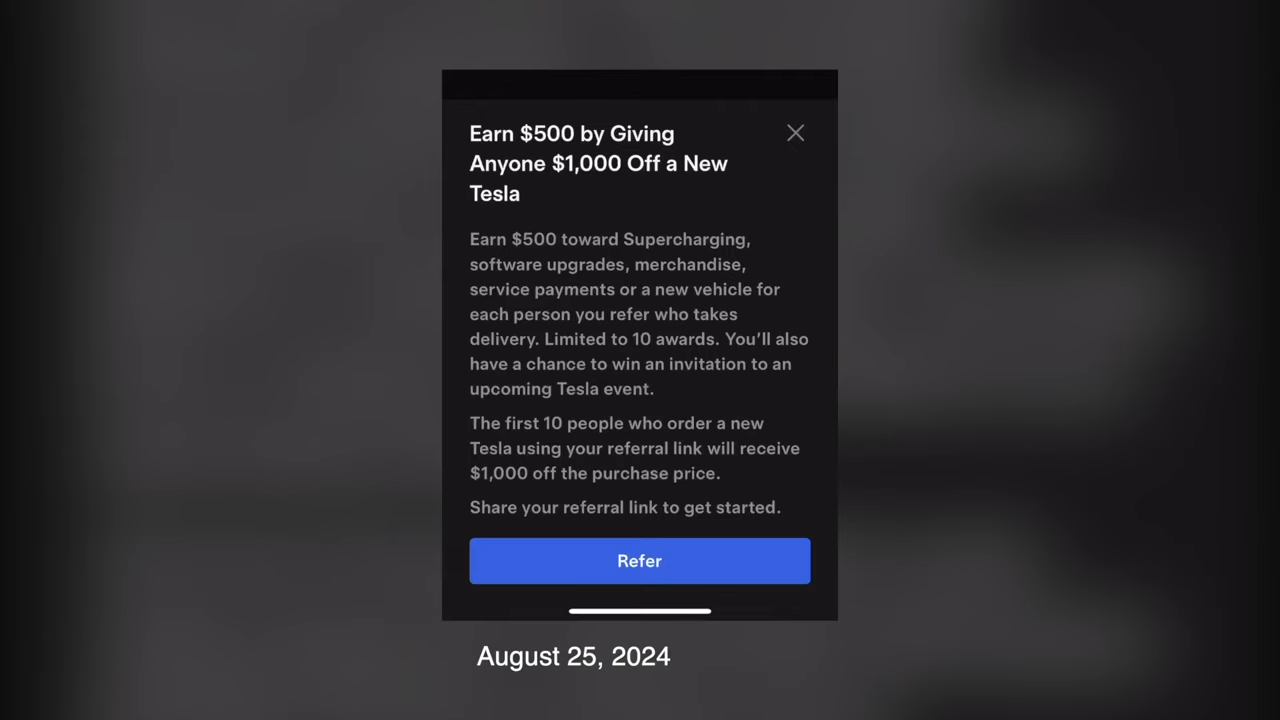 Earn $500 by Giving
Anyone $1,000 Off a New
Tesla
Earn $500 toward Supercharging,
software upgrades, merchandise,
service payments or a new vehicle for
each person you refer who takes
delivery. Limited to 10 awards. You’ll also
have a chance to win an invitation to an
upcoming Tesla event.
The first 10 people who order a new
Tesla using your referral link will receive
$1,000 off the purchase price.
Share your referral link to get started.
Refer
August 25, 2024